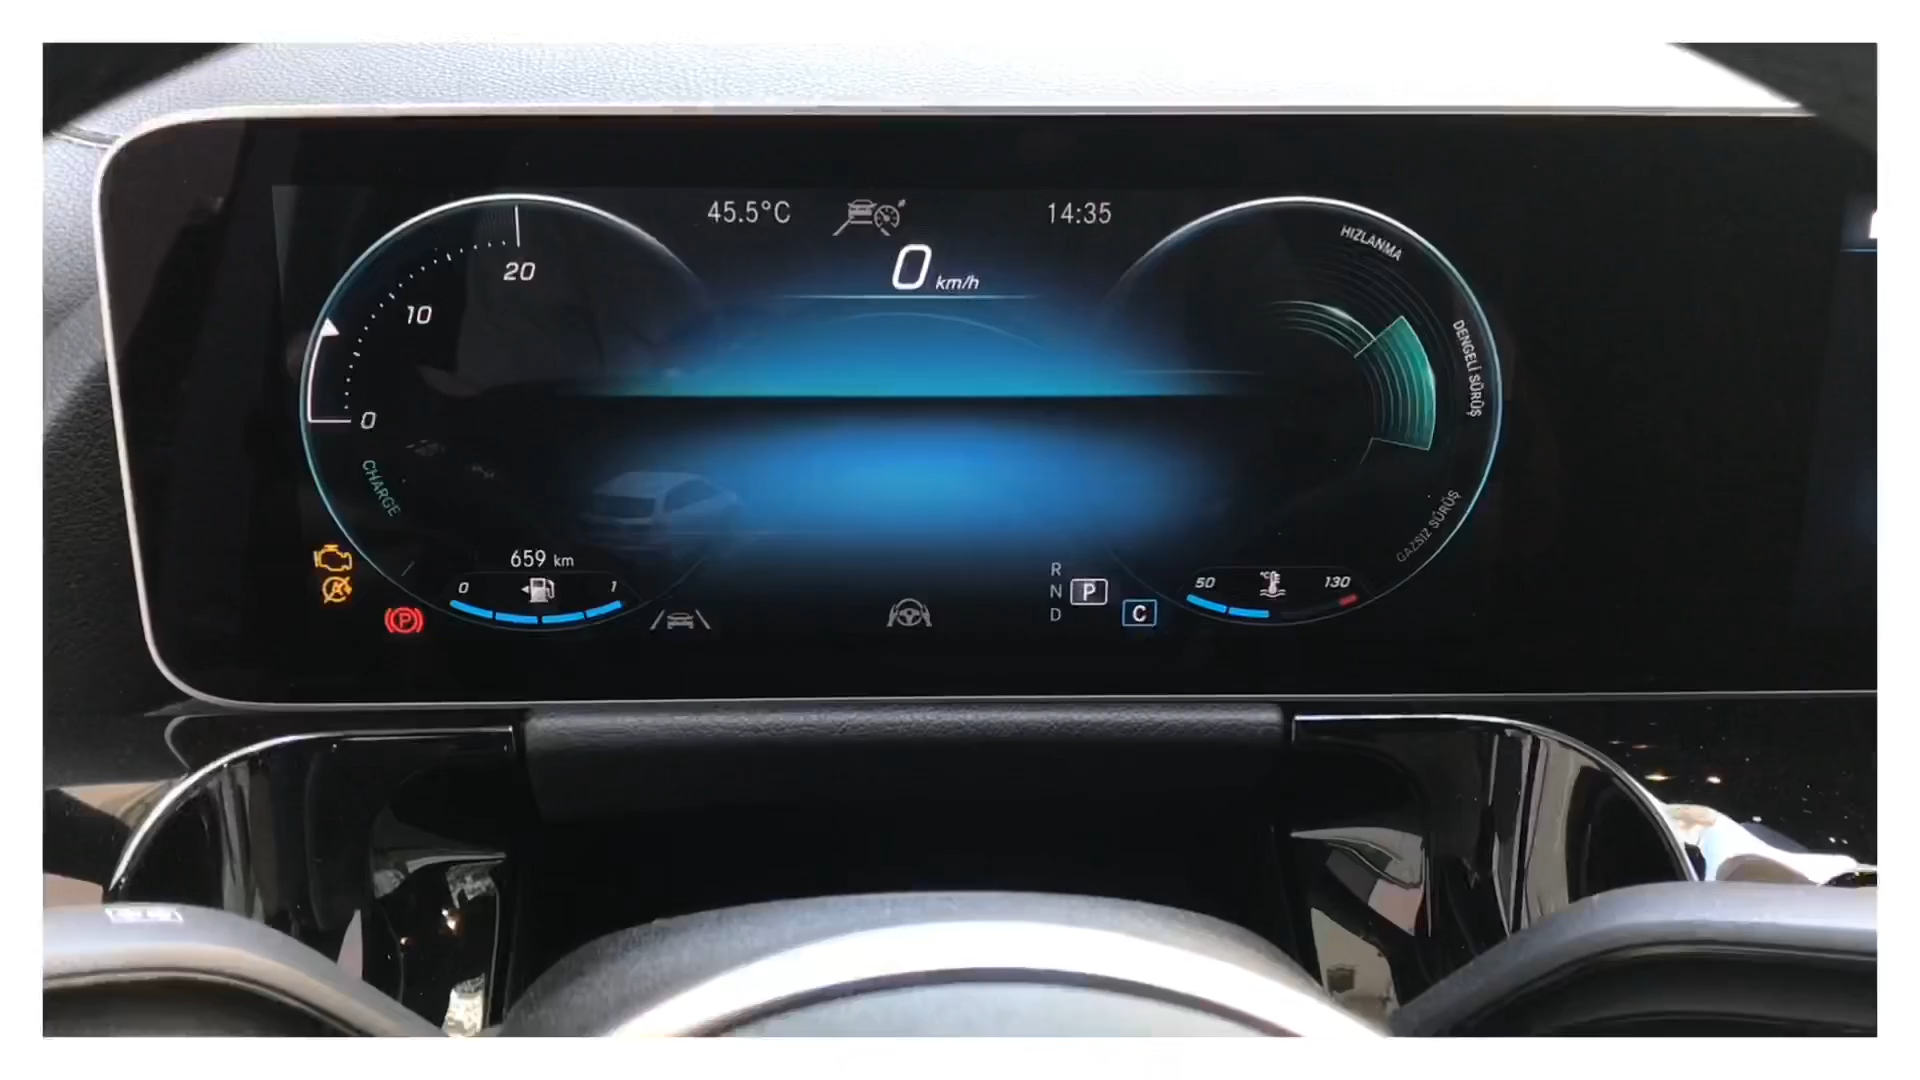 45.5°C
14:35
0 km/h
20
10
0
CHARGE
HIZLANMA
DENGELİ SÜRÜŞ
GAZSIZ SÜRÜŞ
659 km
0 1
R
N P
D C
50 °C 130
(P)
A